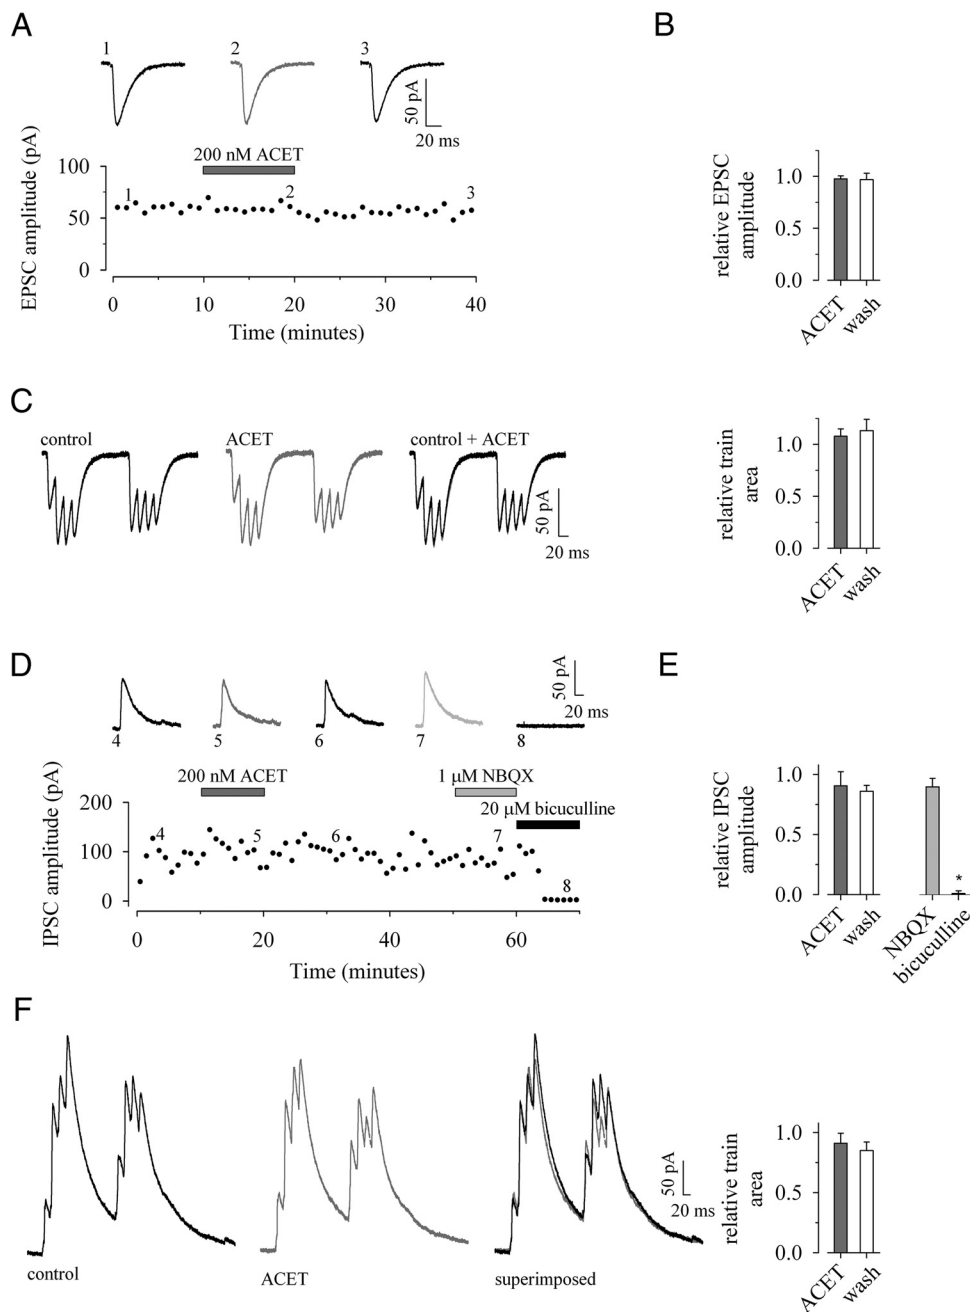 A
1
2
3
50 pA
20 ms
200 nM ACET
EPSC amplitude (pA)
100
50
0
1
2
3
0
10
20
30
40
Time (minutes)
B
relative EPSC
amplitude
1.0
0.5
0.0
ACET
wash
C
control
ACET
control + ACET
50 pA
20 ms
relative train
area
1.0
0.5
0.0
ACET
wash
D
4
5
6
7
8
50 pA
20 ms
200 nM ACET
1 µM NBQX
20 µM bicuculline
IPSC amplitude (pA)
200
100
0
4
5
6
7
8
0
20
40
60
Time (minutes)
E
relative IPSC
amplitude
1.0
0.5
0.0
*
ACET
wash
NBQX
bicuculline
F
control
ACET
superimposed
50 pA
20 ms
relative train
area
1.0
0.5
0.0
ACET
wash